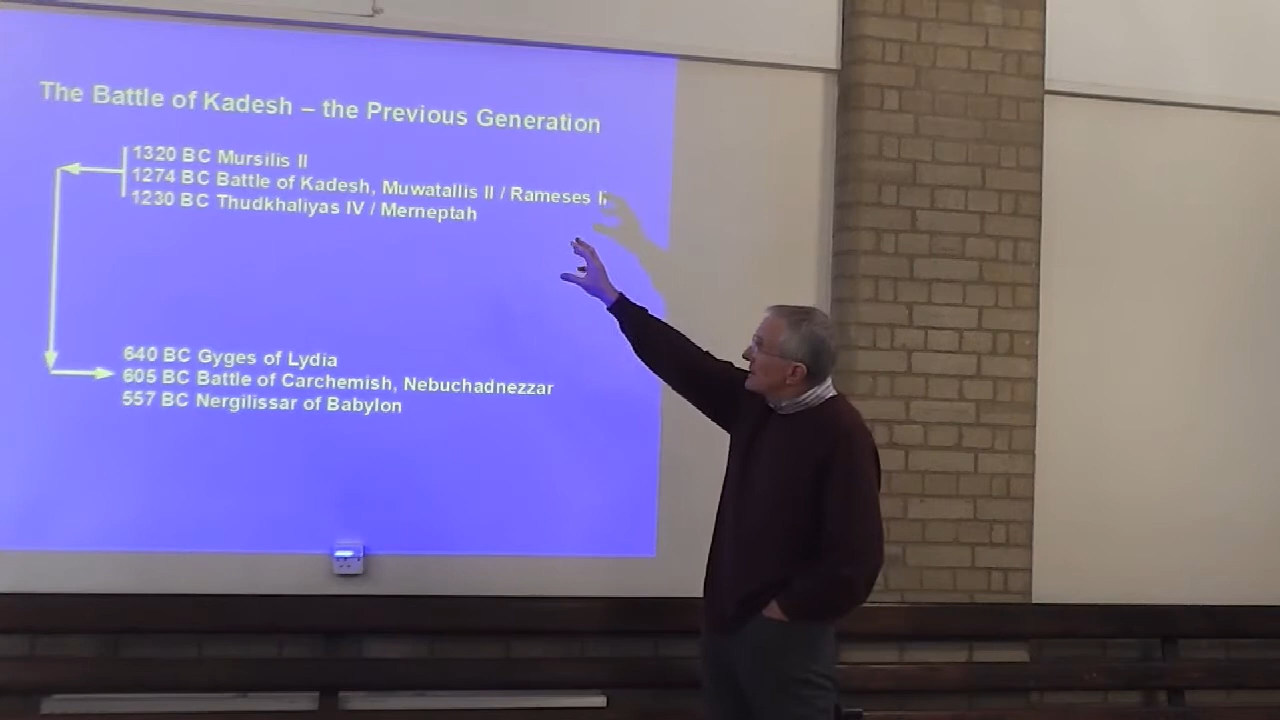 The Battle of Kadesh – the Previous Generation
1320 BC Mursilis II
1274 BC Battle of Kadesh, Muwatallis II / Rameses II
1230 BC Thudkhaliyas IV / Merneptah
640 BC Gyges of Lydia
605 BC Battle of Carchemish, Nebuchadnezzar
557 BC Nergilissar of Babylon